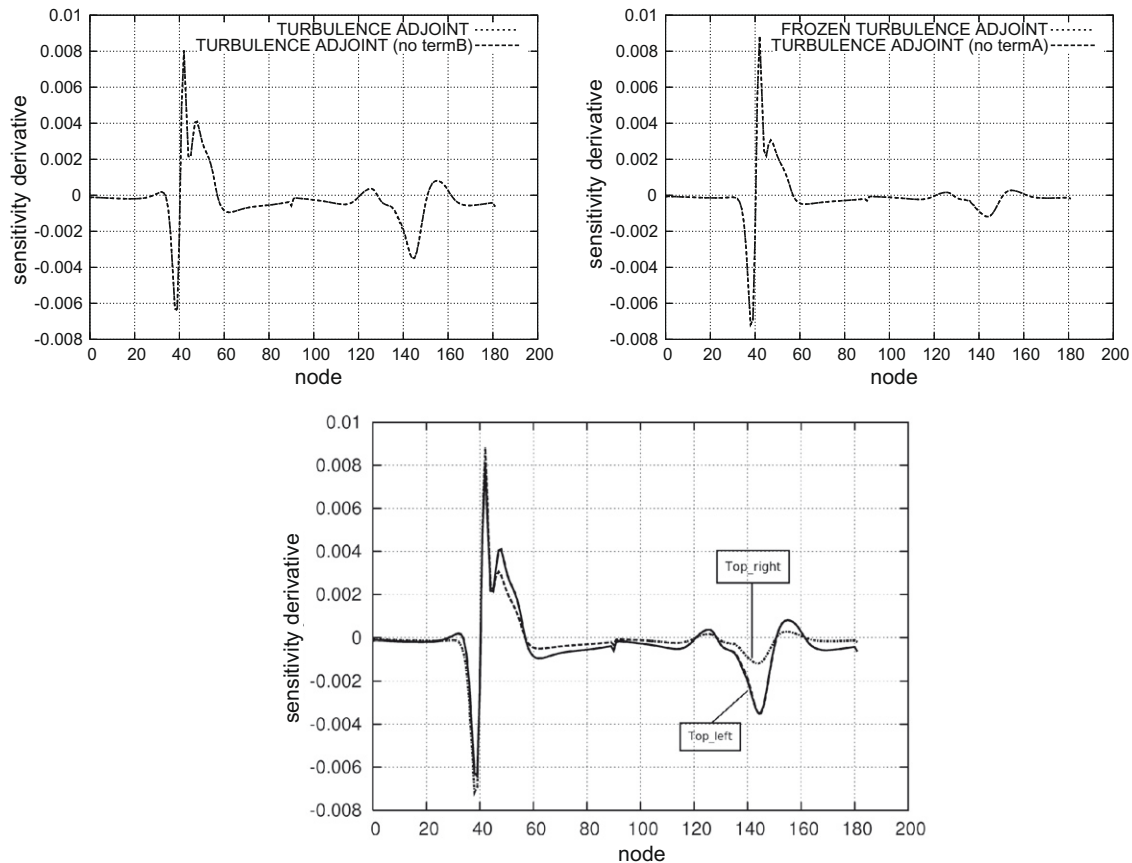 TURBULENCE ADJOINT
TURBULENCE ADJOINT (no termB)
0.01
0.008
0.006
0.004
0.002
0
-0.002
-0.004
-0.006
-0.008
sensitivity derivative
0 20 40 60 80 100 120 140 160 180 200
node
FROZEN TURBULENCE ADJOINT
TURBULENCE ADJOINT (no termA)
0.01
0.008
0.006
0.004
0.002
0
-0.002
-0.004
-0.006
-0.008
sensitivity derivative
0 20 40 60 80 100 120 140 160 180 200
node
0.01
0.008
0.006
0.004
0.002
0
-0.002
-0.004
-0.006
-0.008
sensitivity derivative
Top_right
Top_left
0 20 40 60 80 100 120 140 160 180 200
node